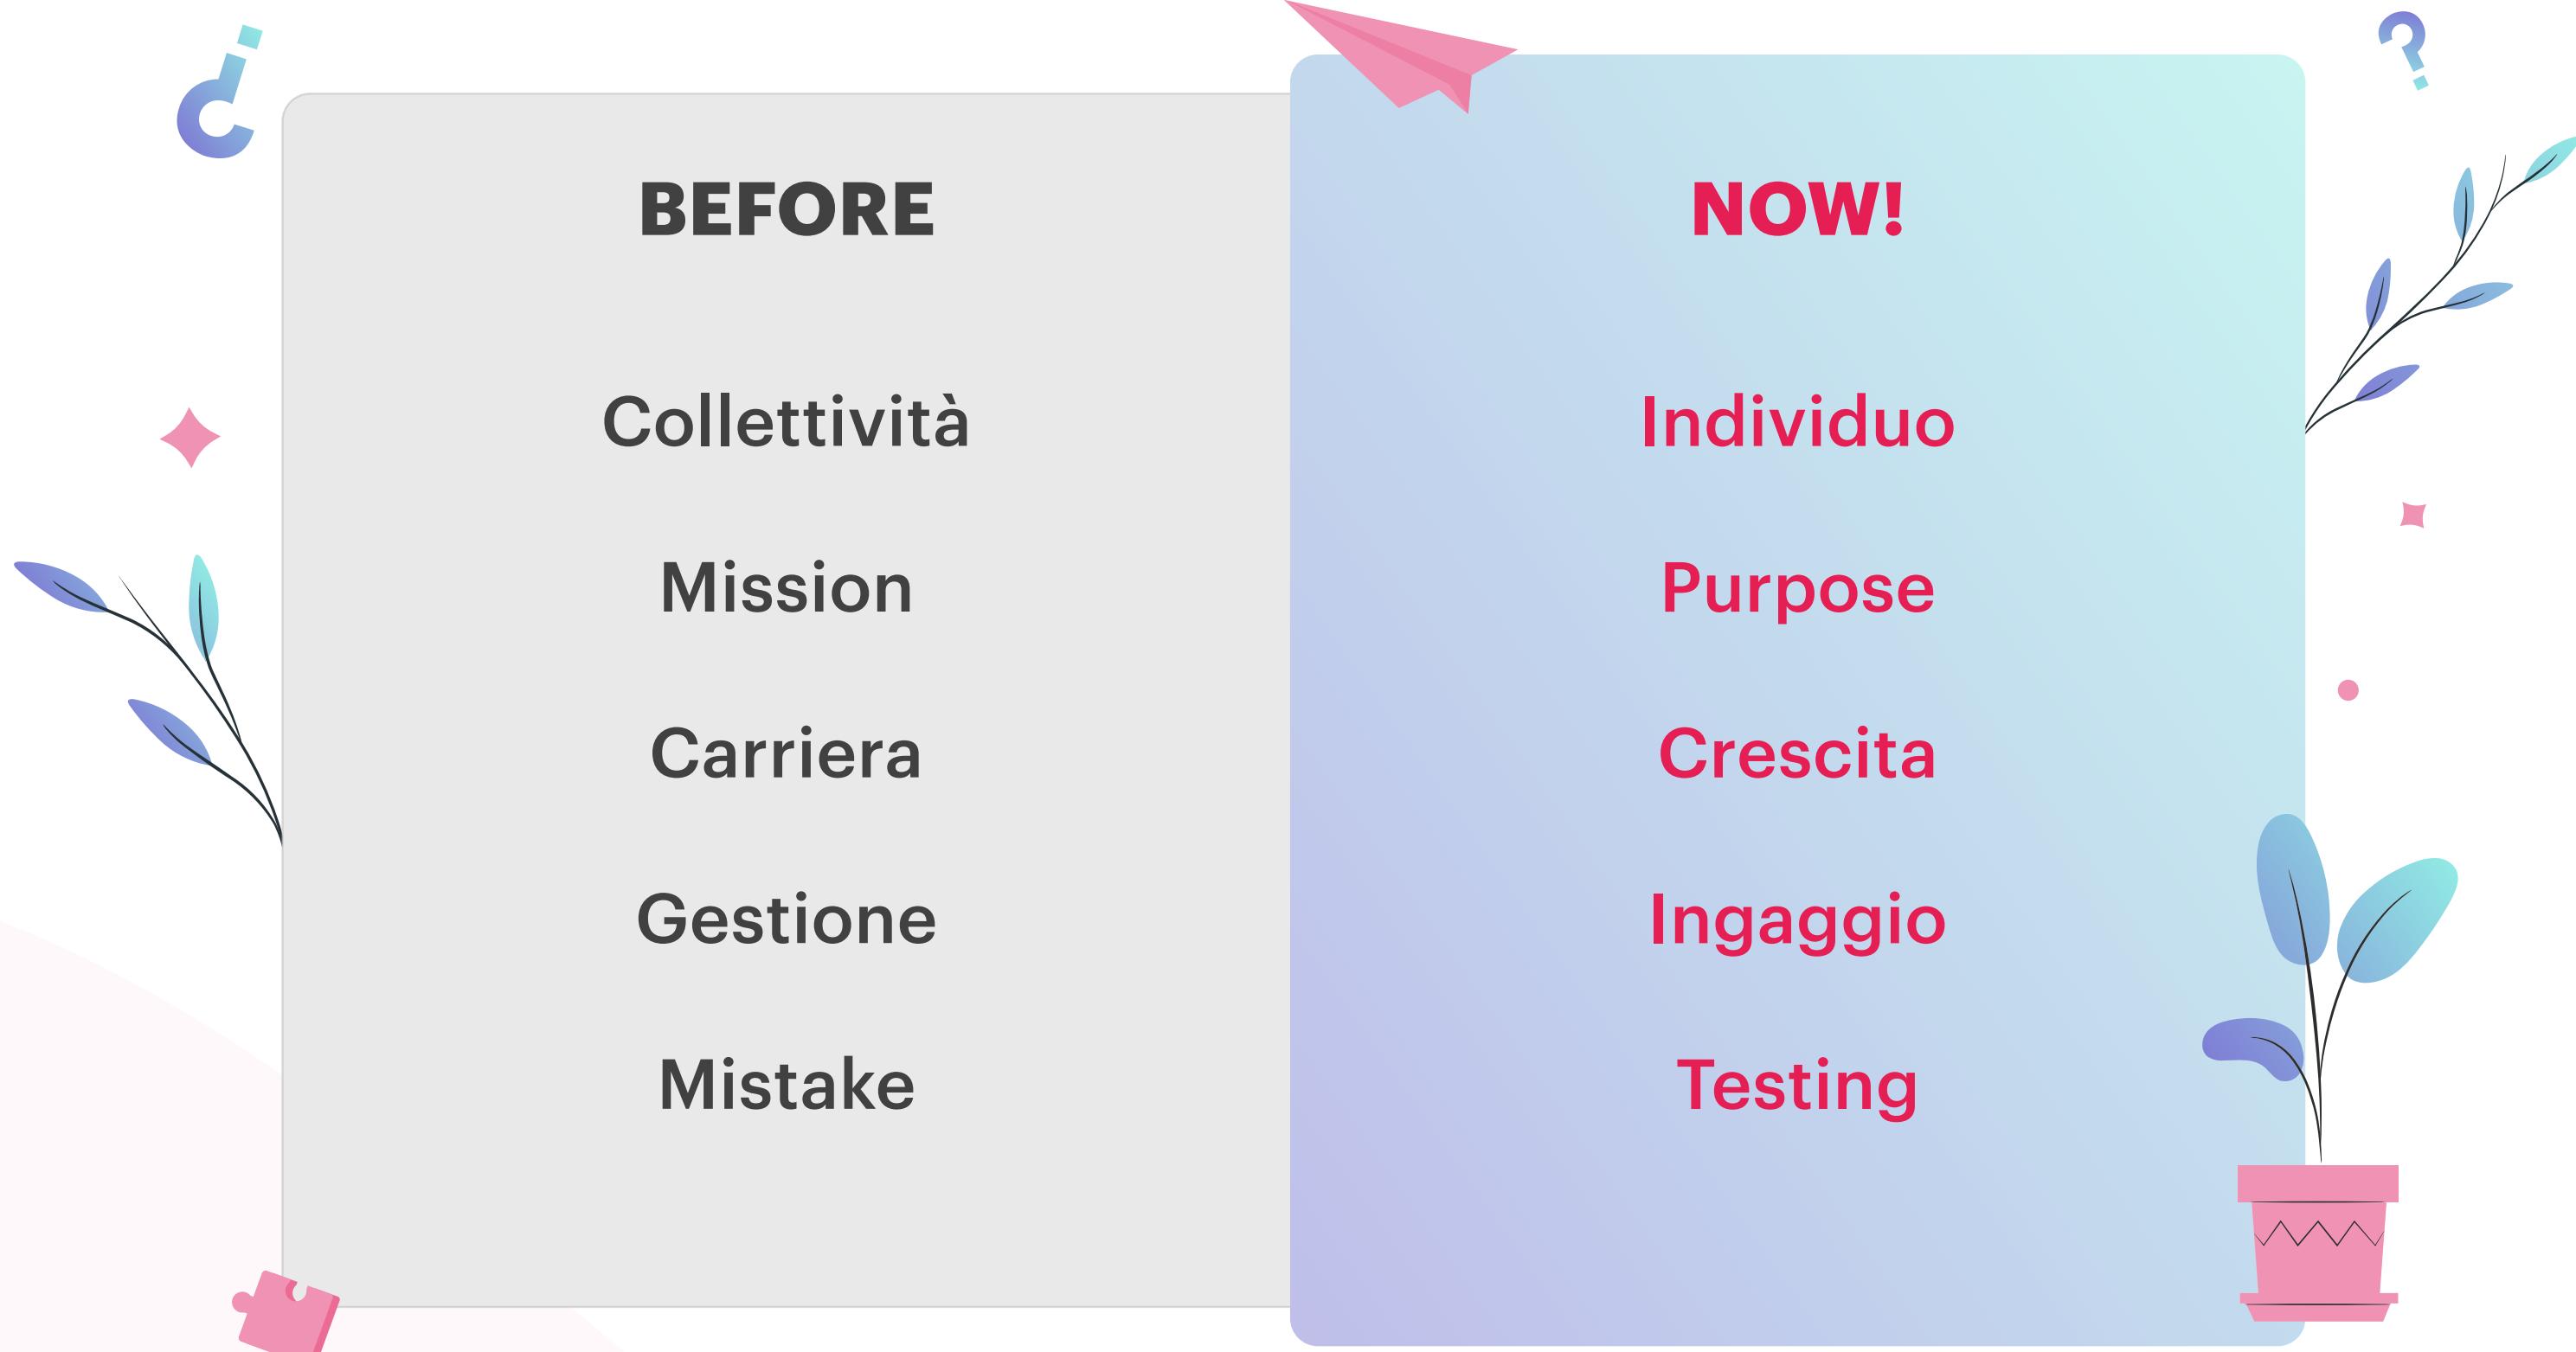 BEFORE
Collettività
Mission
Carriera
Gestione
Mistake
NOW!
Individuo
Purpose
Crescita
Ingaggio
Testing